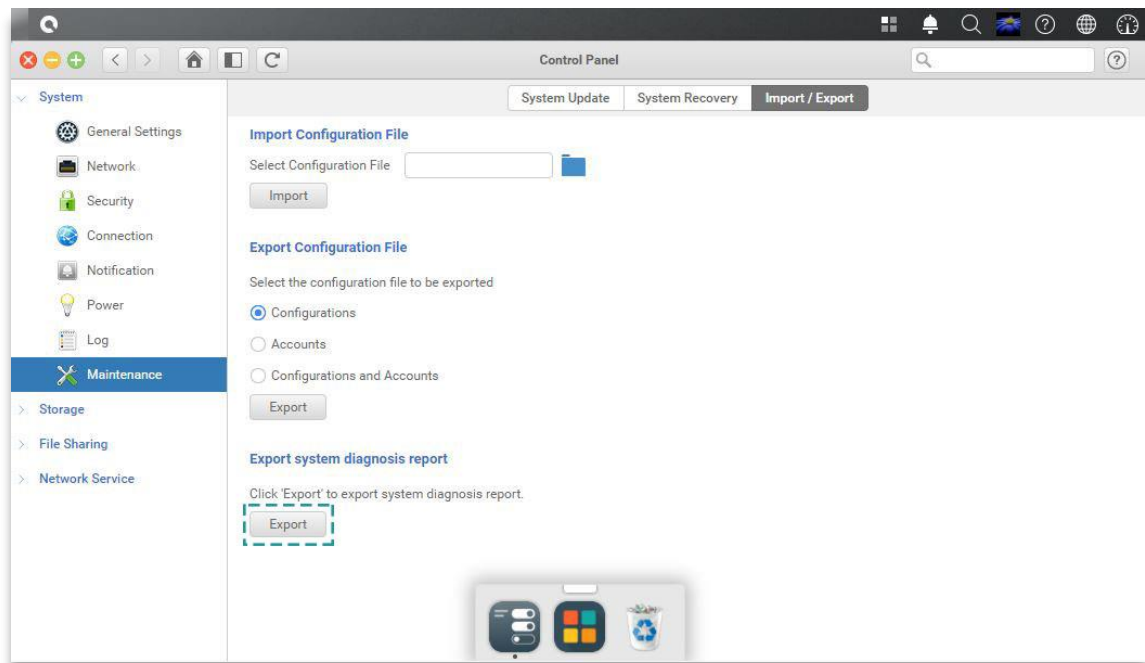 Control Panel
System
System Update
System Recovery
Import / Export
General Settings
Network
Security
Connection
Notification
Power
Log
Maintenance
Storage
File Sharing
Network Service
Import Configuration File
Select Configuration File
Import
Export Configuration File
Select the configuration file to be exported
Configurations
Accounts
Configurations and Accounts
Export
Export system diagnosis report
Click 'Export' to export system diagnosis report.
Export